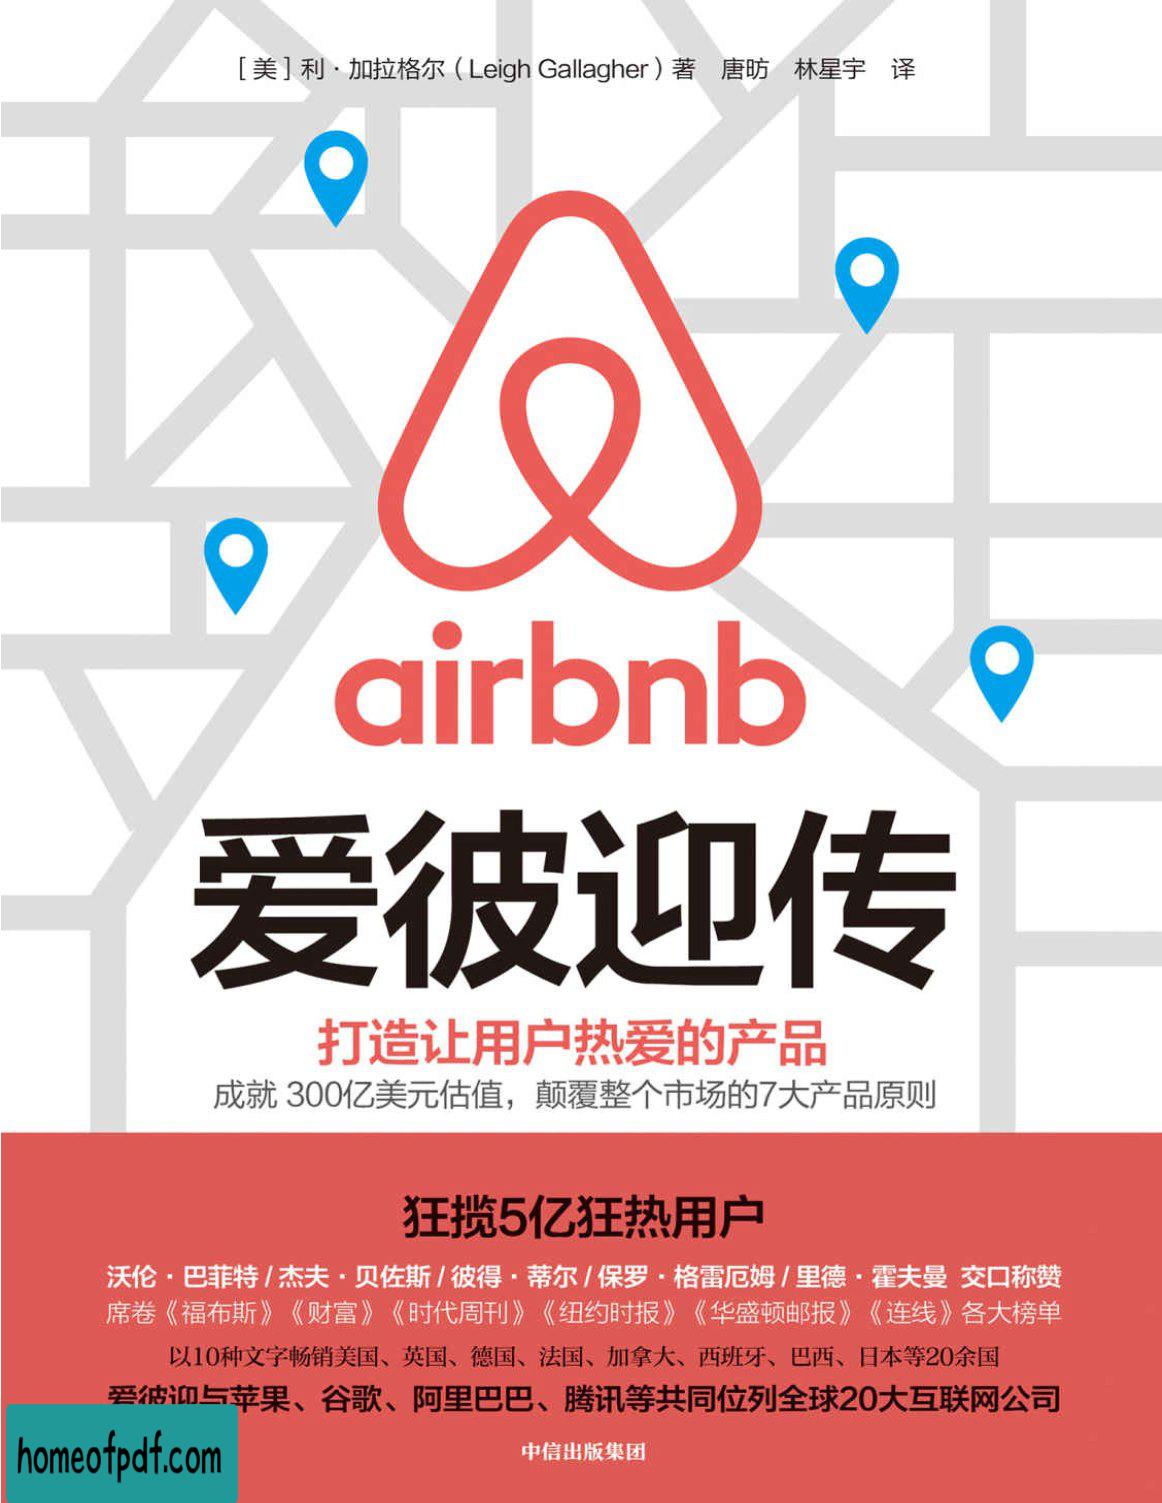 [美]利·加拉格尔（Leigh Gallagher）著 唐昉 林星宇 译
airbnb
爱彼迎传
打造让用户热爱的产品
成就 300亿美元估值，颠覆整个市场的7大产品原则
狂揽5亿狂热用户
沃伦·巴菲特/杰夫·贝佐斯/彼得·蒂尔/保罗·格雷厄姆/里德·霍夫曼 交口称赞
席卷《福布斯》《财富》《时代周刊》《纽约时报》《华盛顿邮报》《连线》各大榜单
以10种文字畅销美国、英国、德国、法国、加拿大、西班牙、巴西、日本等20余国
爱彼迎与苹果、谷歌、阿里巴巴、腾讯等共同位列全球20大互联网公司
中信出版集团
homeofpdf.com